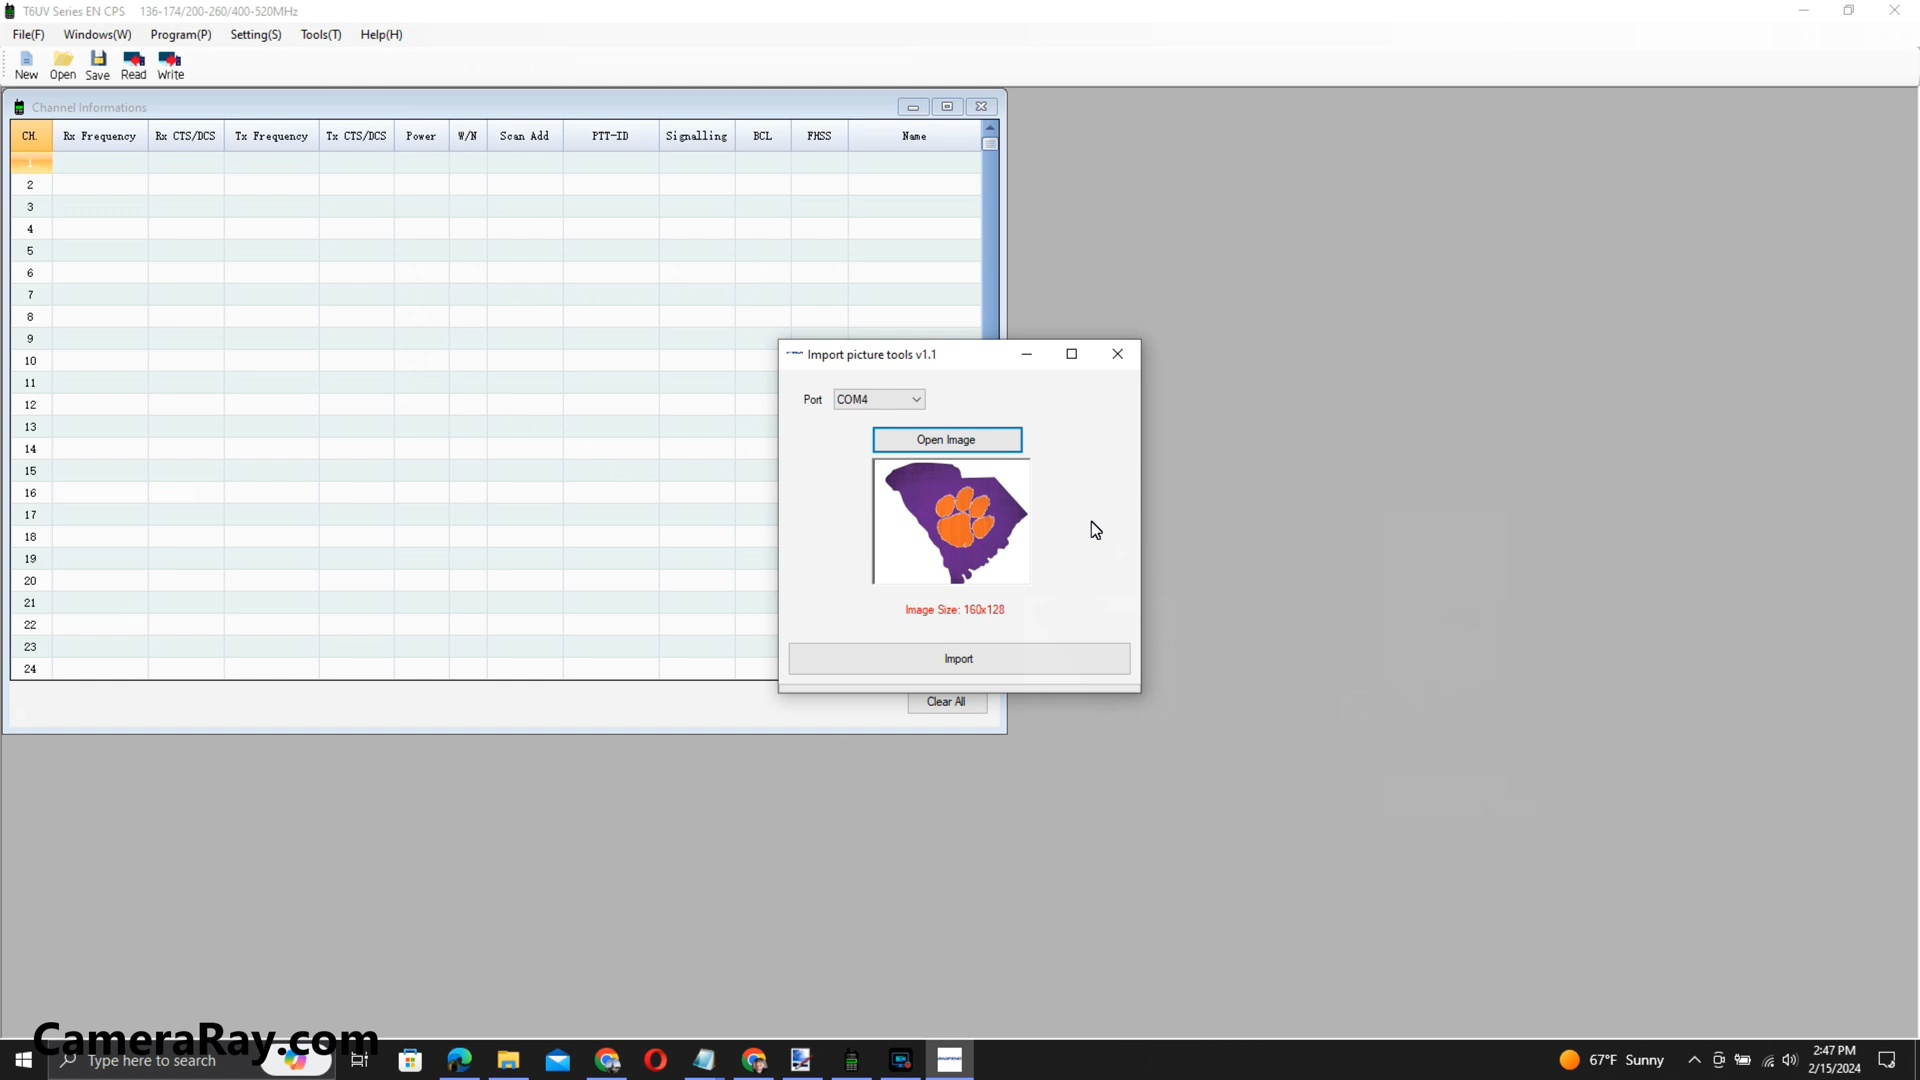 T6UV Series EN CPS 136-174/200-260/400-520MHz
File(F) Windows(W) Program(P) Setting(S) Tools(T) Help(H)
New Open Save Read Write
Channel Informations
CH. Rx Frequency Rx CTS/DCS Tx Frequency Tx CTS/DCS Power W/N Scan Add PTT-ID Signalling BCL FHSS Name
1
2
3
4
5
6
7
8
9
10
11
12
13
14
15
16
17
18
19
20
21
22
23
24
Import picture tools v1.1
Port COM4
Open Image
Image Size: 160x128
Import
Clear All
CameraRay.com
Type here to search
67°F Sunny
2:47 PM
2/15/2024